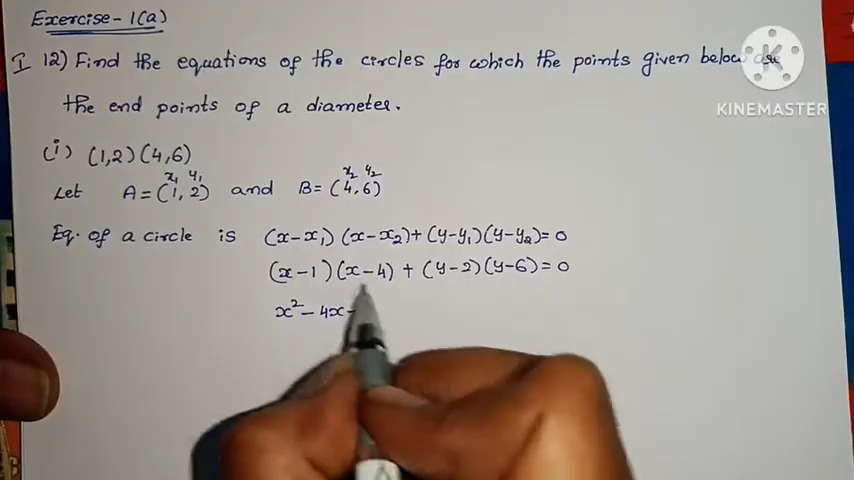 Exercise - 1(a)
I 12) Find the equations of the circles for which the points given below are
the end points of a diameter.
(i) (1,2) (4,6)
x₁ y₁ x₂ y₂
Let A = (1, 2) and B = (4, 6)
Eq. of a circle is (x-x₁) (x-x₂) + (y-y₁) (y-y₂) = 0
(x-1) (x-4) + (y-2) (y-6) = 0
x² - 4x -
K
KINEMASTER